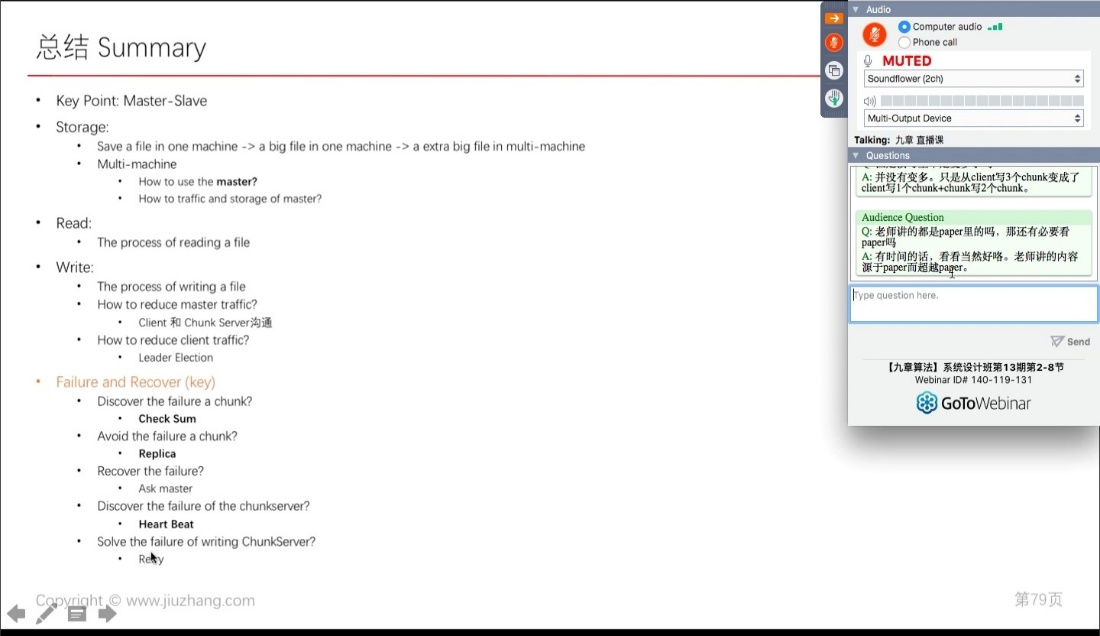 总结 Summary
• Key Point: Master-Slave
• Storage:
• Save a file in one machine -> a big file in one machine -> a extra big file in multi-machine
• Multi-machine
• How to use the master?
• How to traffic and storage of master?
• Read:
• The process of reading a file
• Write:
• The process of writing a file
• How to reduce master traffic?
• Client 和 Chunk Server沟通
• How to reduce client traffic?
• Leader Election
• Failure and Recover (key)
• Discover the failure a chunk?
• Check Sum
• Avoid the failure a chunk?
• Replica
• Recover the failure?
• Ask master
• Discover the failure of the chunkserver?
• Heart Beat
• Solve the failure of writing ChunkServer?
• Retry
Copyright © www.jiuzhang.com
第79页
Audio
Computer audio
Phone call
MUTED
Soundflower (2ch)
Multi-Output Device
Talking: 九章 直播课
Questions
A: 并没有变多。只是从client写3个chunk变成了
client写1个chunk+chunk写2个chunk。
Audience Question
Q: 老师讲的都是paper里的吗，那还有必要看
paper吗
A: 有时间的话，看看当然好咯。老师讲的内容
源于paper而超越paper。
Type question here.
Send
【九章算法】系统设计班第13期第2-8节
Webinar ID# 140-119-131
GoToWebinar